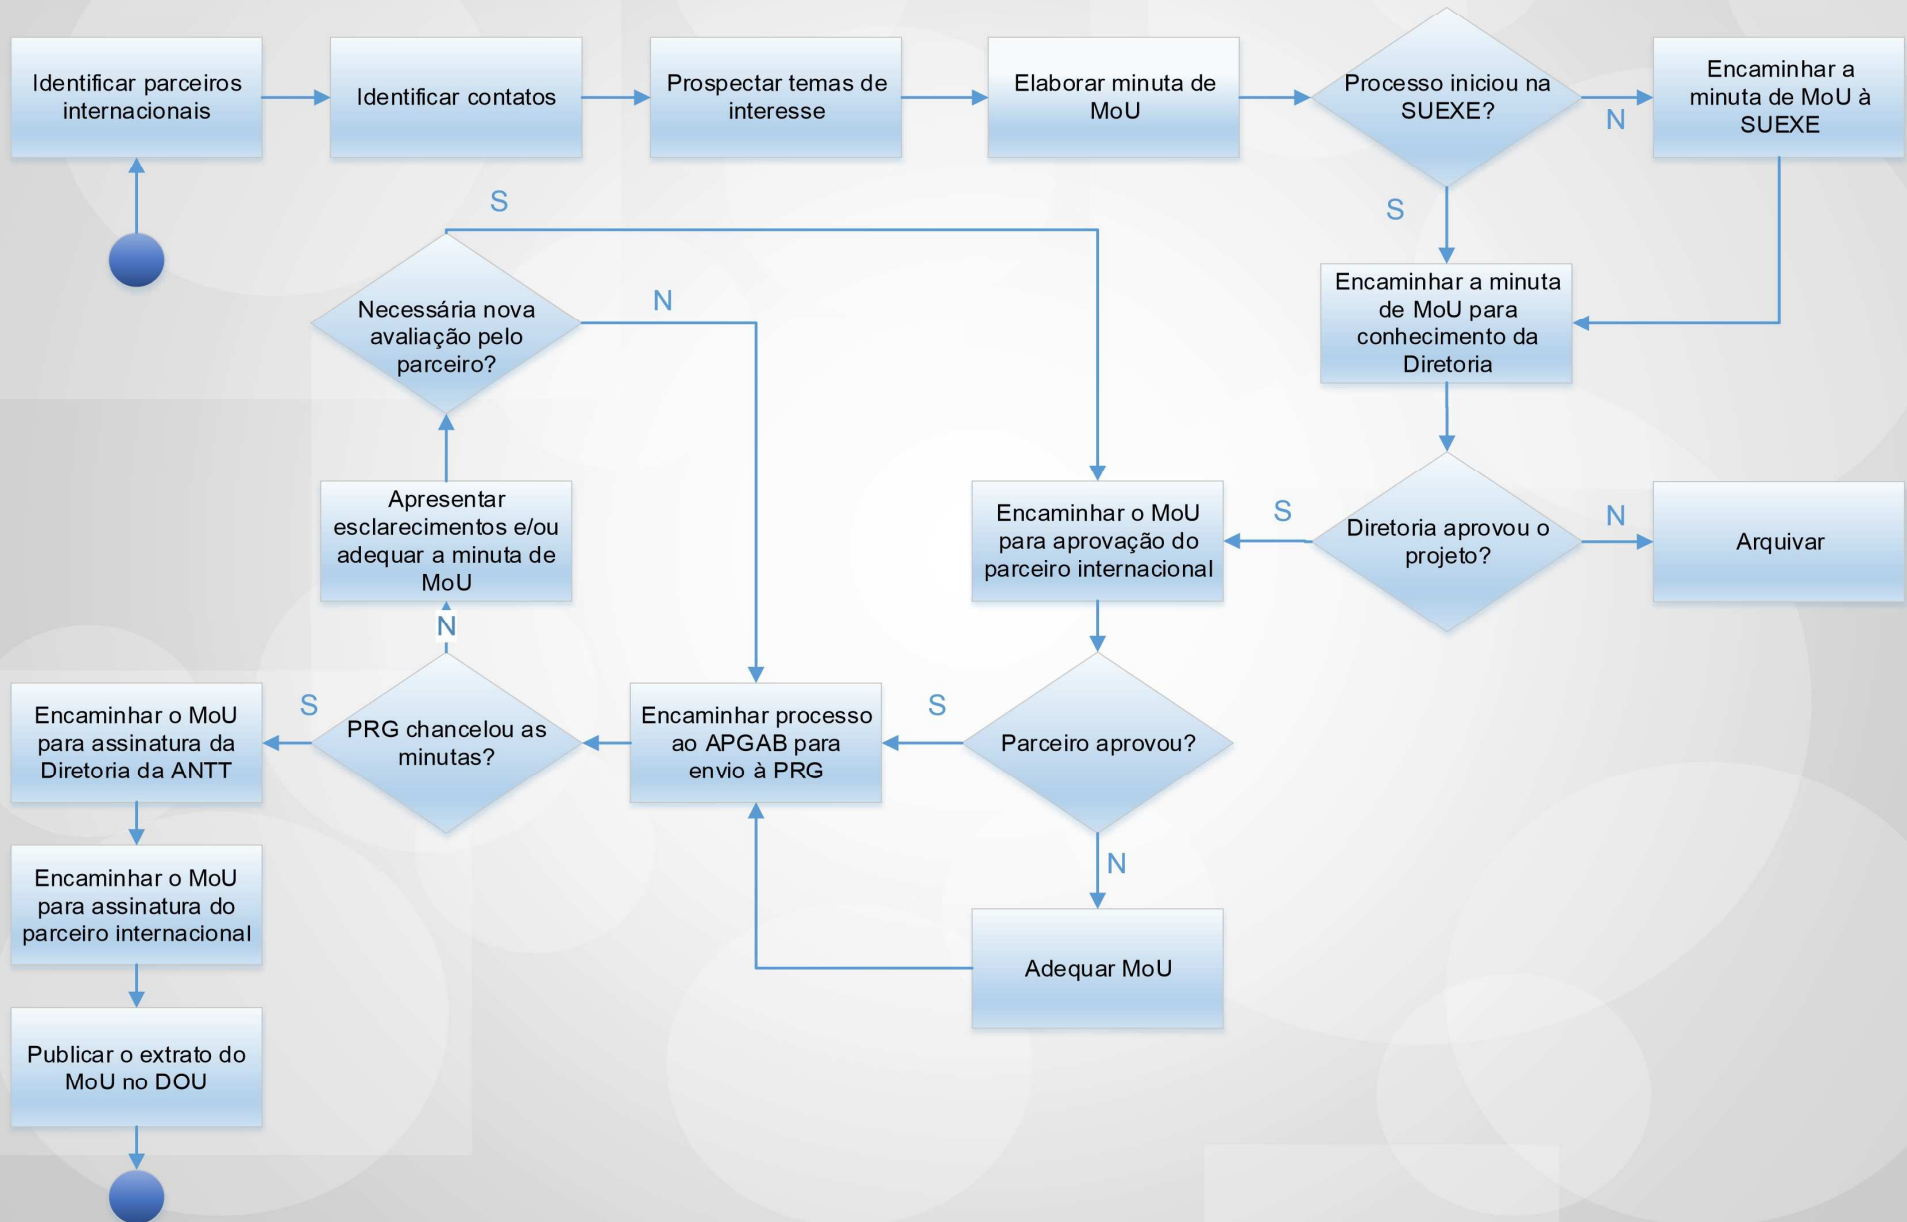 Identificar parceiros
internacionais
Identificar contatos
Prospectar temas de
interesse
Elaborar minuta de
MoU
Processo iniciou na
SUEXE?
N
Encaminhar a
minuta de MoU à
SUEXE
S
Encaminhar a minuta
de MoU para
conhecimento da
Diretoria
S
Necessária nova
avaliação pelo
parceiro?
N
Apresentar
esclarecimentos e/ou
adequar a minuta de
MoU
N
Encaminhar o MoU
para aprovação do
parceiro internacional
S
Diretoria aprovou o
projeto?
N
Arquivar
Encaminhar o MoU
para assinatura da
Diretoria da ANTT
S
PRG chancelou as
minutas?
Encaminhar processo
ao APGAB para
envio à PRG
S
Parceiro aprovou?
N
Adequar MoU
Encaminhar o MoU
para assinatura do
parceiro internacional
Publicar o extrato do
MoU no DOU